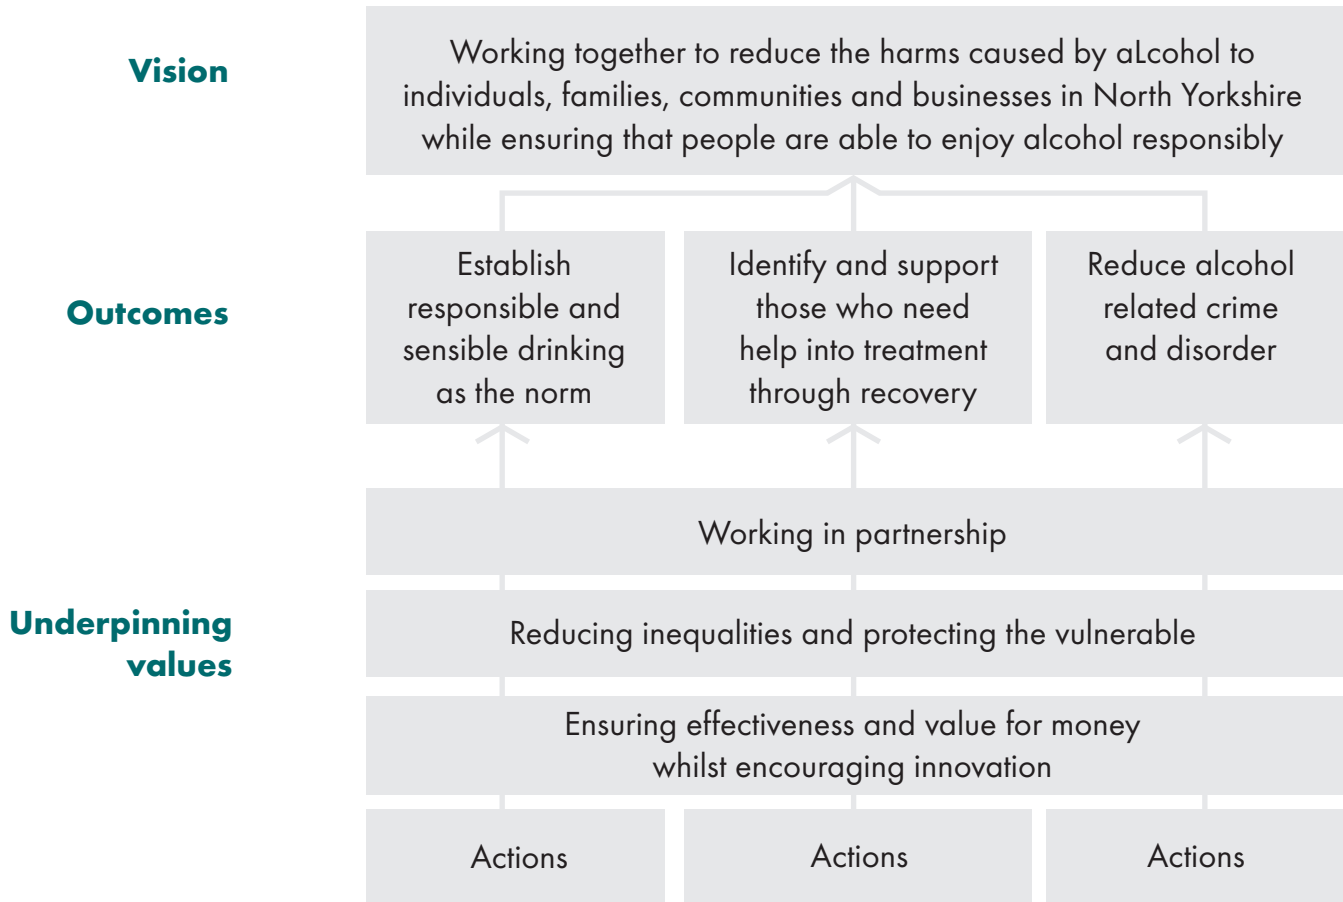 Vision
Working together to reduce the harms caused by aLcohol to
individuals, families, communities and businesses in North Yorkshire
while ensuring that people are able to enjoy alcohol responsibly
Outcomes
Establish
responsible and
sensible drinking
as the norm
Identify and support
those who need
help into treatment
through recovery
Reduce alcohol
related crime
and disorder
Underpinning
values
Working in partnership
Reducing inequalities and protecting the vulnerable
Ensuring effectiveness and value for money
whilst encouraging innovation
Actions
Actions
Actions